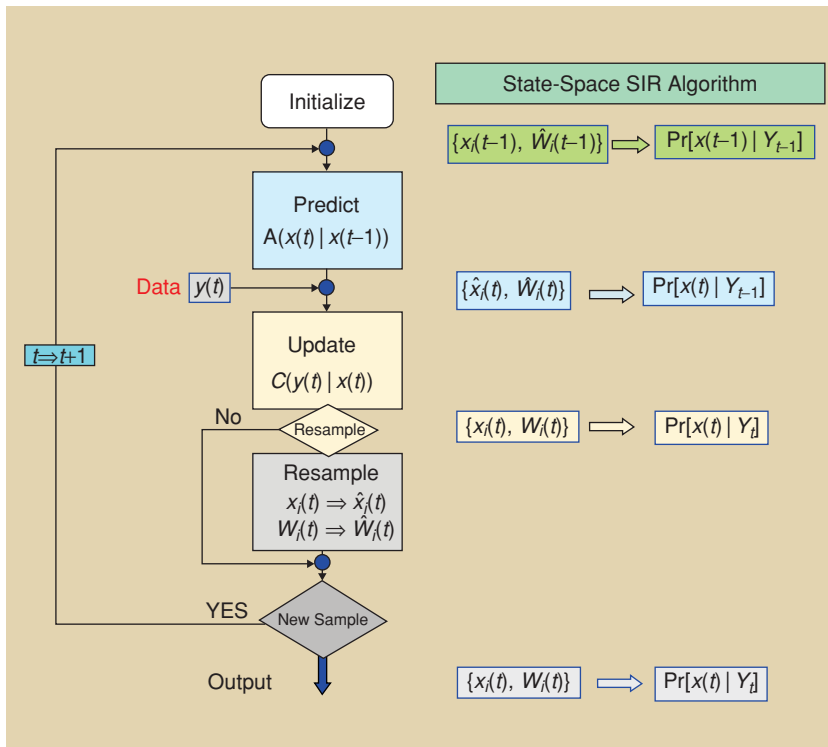 Initialize
State-Space SIR Algorithm
{xᵢ(t–1), Ŵᵢ(t–1)}
Pr[x(t–1) | Yₜ₋₁]
Predict
A(x(t) | x(t–1))
Data
y(t)
{x̂ᵢ(t), Ŵᵢ(t)}
Pr[x(t) | Yₜ₋₁]
t⇒t+1
Update
C(y(t) | x(t))
No
Resample
{xᵢ(t), Wᵢ(t)}
Pr[x(t) | Yₜ]
Resample
xᵢ(t) ⇒ x̂ᵢ(t)
Wᵢ(t) ⇒ Ŵᵢ(t)
YES
New Sample
Output
{xᵢ(t), Wᵢ(t)}
Pr[x(t) | Yₜ]